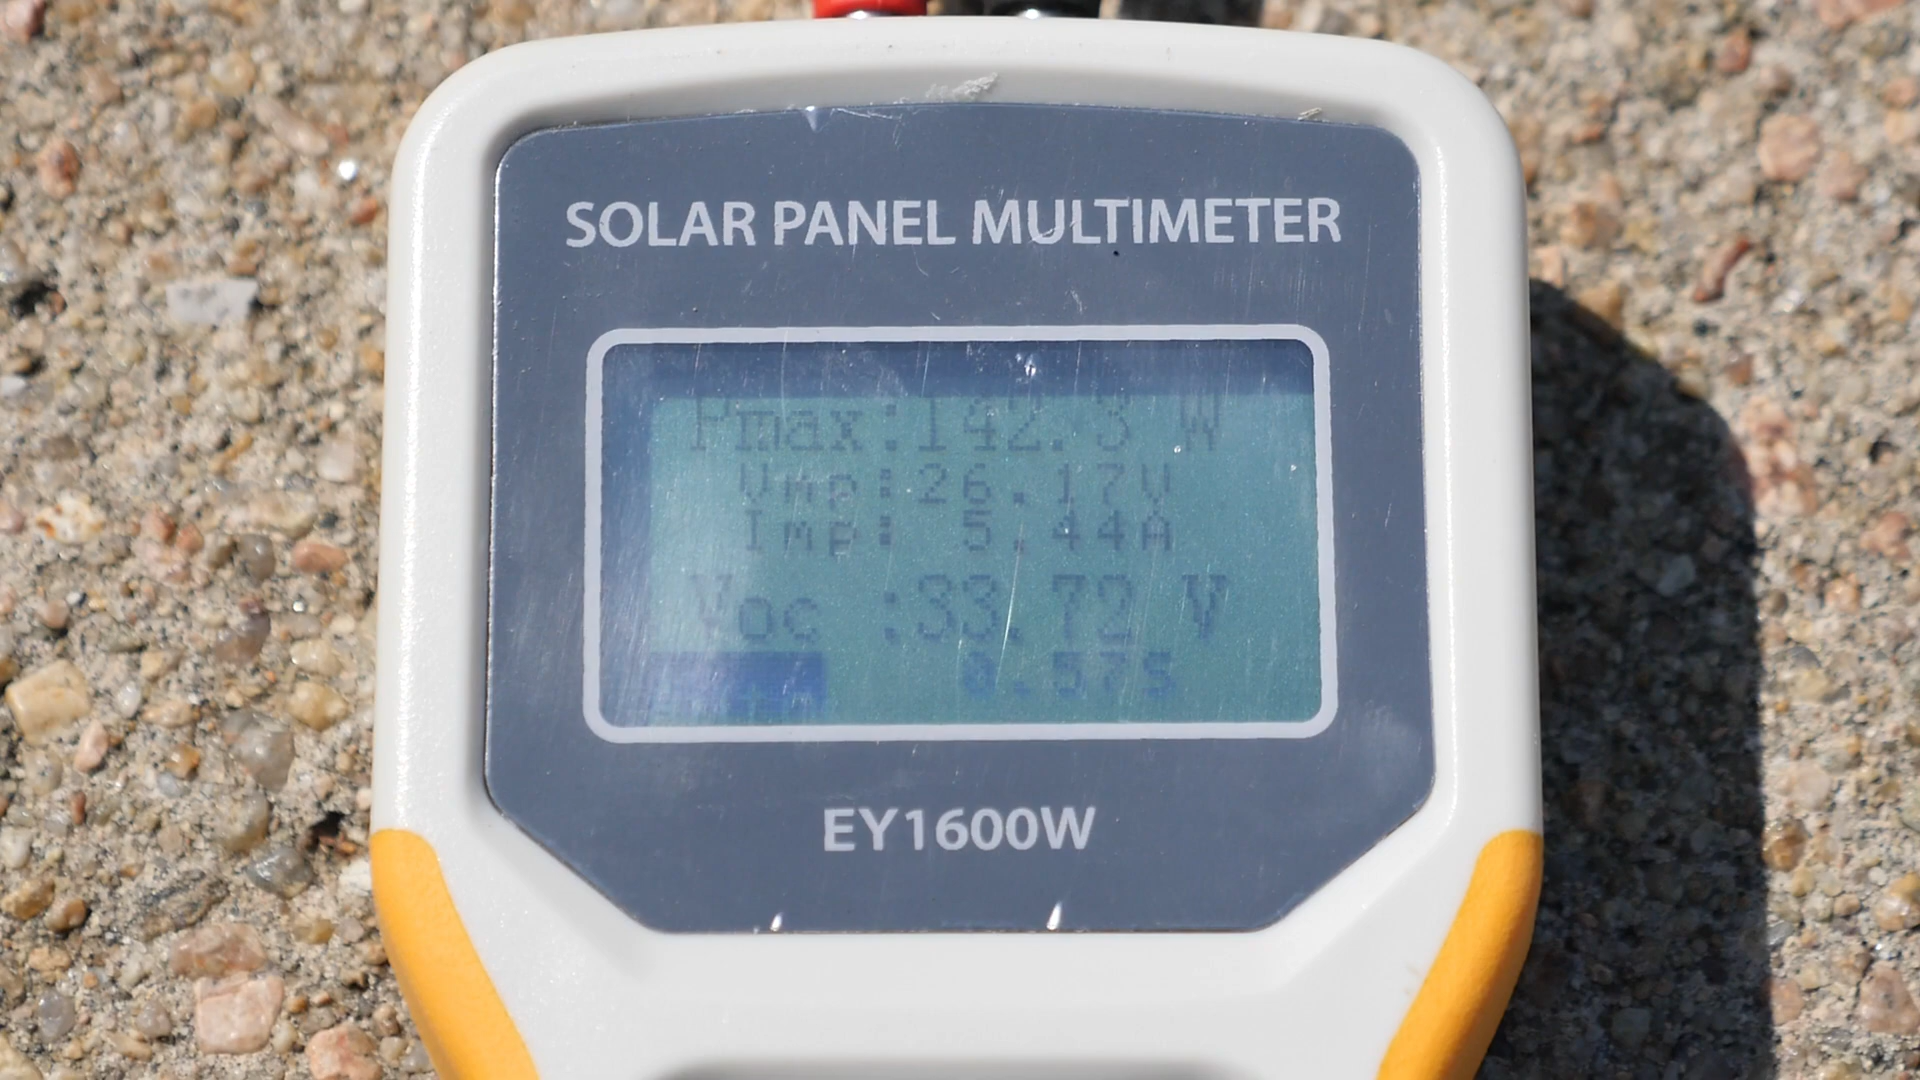 SOLAR PANEL MULTIMETER
Pmax:142.3 W
Vmp:26.17V
Imp: 5.44A
Voc :33.72 V
0.57S
EY1600W